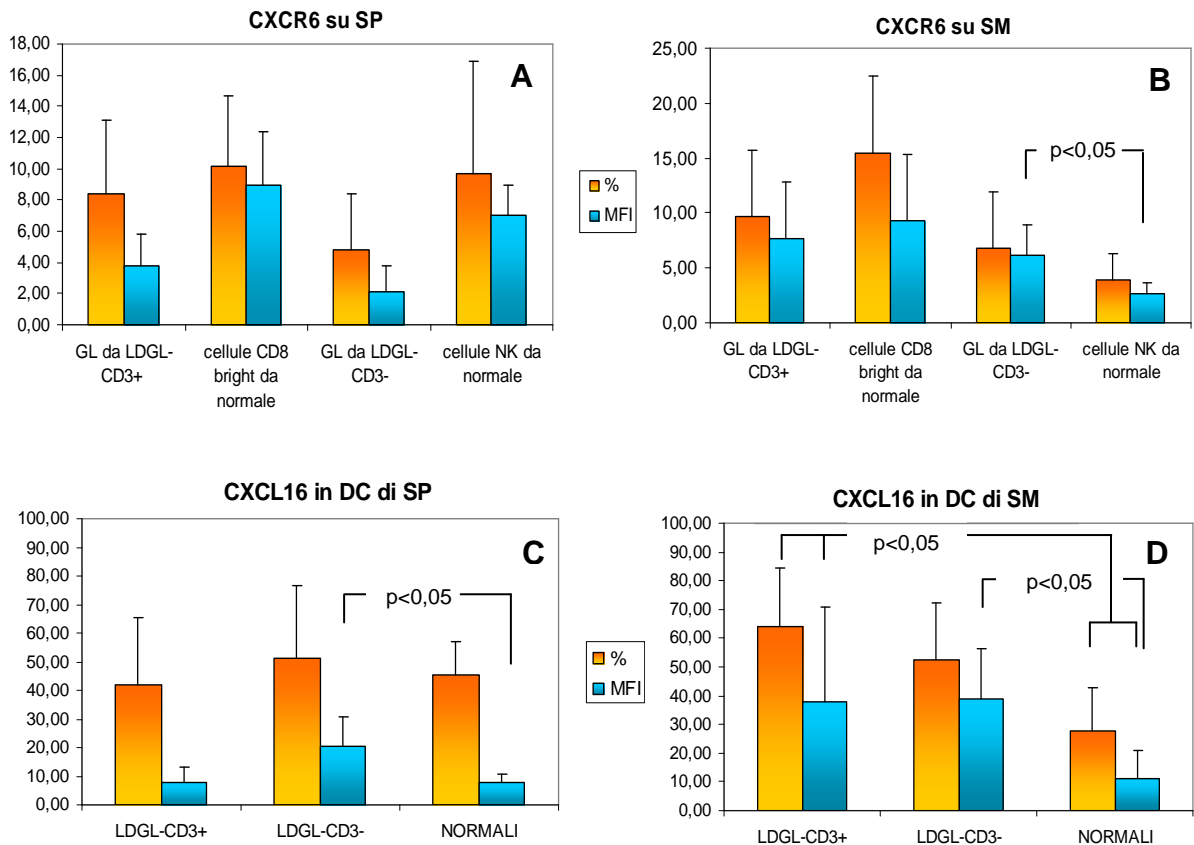 CXCR6 su SP
A
18,00
16,00
14,00
12,00
10,00
8,00
6,00
4,00
2,00
0,00
GL da LDGL-
CD3+
cellule CD8
bright da
normale
GL da LDGL-
CD3-
cellule NK da
normale
%
MFI
CXCR6 su SM
B
25,00
20,00
15,00
10,00
5,00
0,00
p<0,05
GL da LDGL-
CD3+
cellule CD8
bright da
normale
GL da LDGL-
CD3-
cellule NK da
normale
CXCL16 in DC di SP
C
100,00
90,00
80,00
70,00
60,00
50,00
40,00
30,00
20,00
10,00
0,00
p<0,05
LDGL-CD3+
LDGL-CD3-
NORMALI
%
MFI
CXCL16 in DC di SM
D
100,00
90,00
80,00
70,00
60,00
50,00
40,00
30,00
20,00
10,00
0,00
p<0,05
p<0,05
LDGL-CD3+
LDGL-CD3-
NORMALI